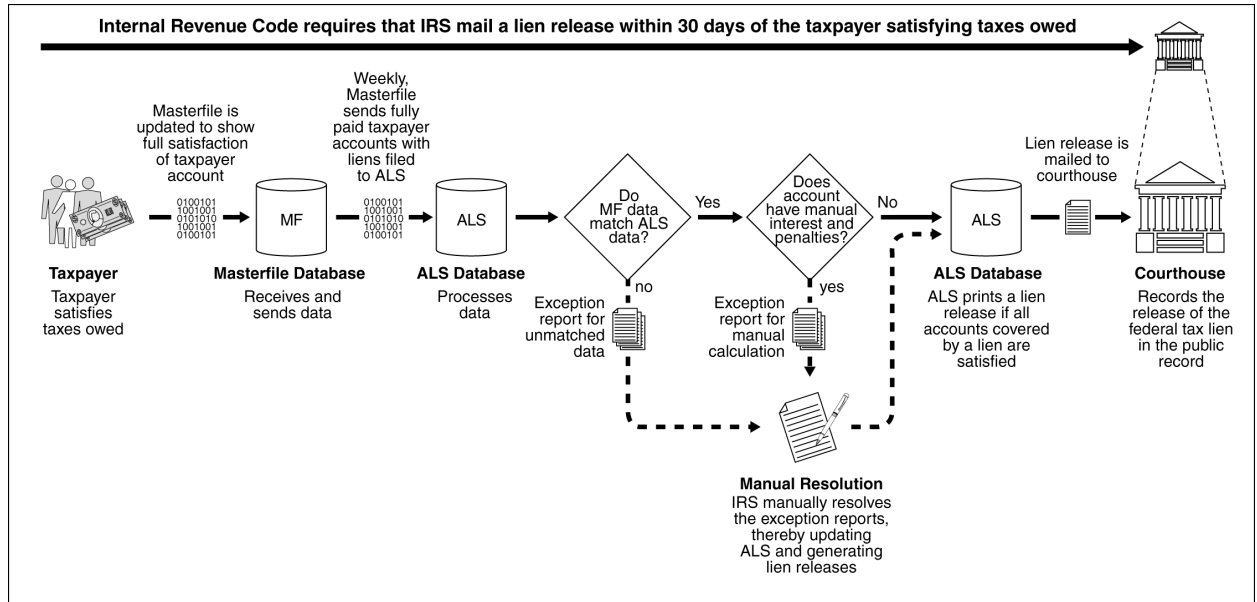 Internal Revenue Code requires that IRS mail a lien release within 30 days of the taxpayer satisfying taxes owed
Masterfile is
updated to show
full satisfaction
of taxpayer
account
Weekly,
Masterfile
sends fully
paid taxpayer
accounts with
liens filed
to ALS
0100101
1001001
0101010
1001001
0100101
MF
0100101
1001001
0101010
1001001
0100101
ALS
Do
MF data
match ALS
data?
Yes
Does
account
have manual
interest and
penalties?
No
ALS
Lien release is
mailed to
courthouse
Taxpayer
Taxpayer
satisfies
taxes owed
Masterfile Database
Receives and
sends data
ALS Database
Processes
data
no
Exception
report for
unmatched
data
yes
Exception
report for
manual
calculation
ALS Database
ALS prints a lien
release if all
accounts covered
by a lien are
satisfied
Courthouse
Records the
release of the
federal tax lien
in the public
record
Manual Resolution
IRS manually resolves
the exception reports,
thereby updating
ALS and generating
lien releases